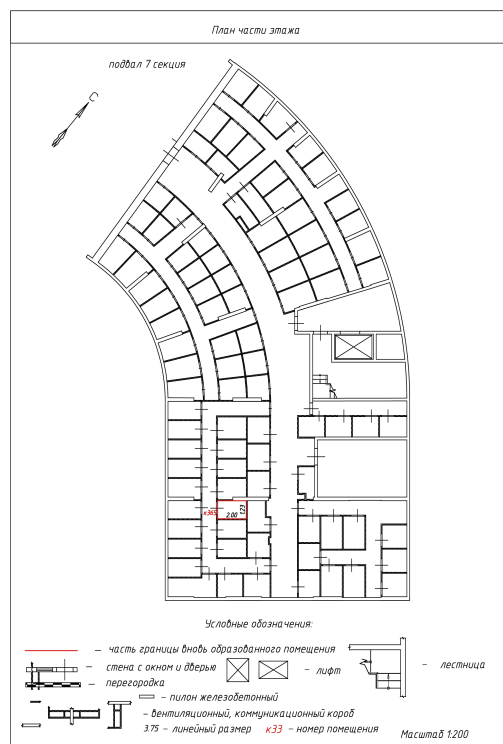 План части этажа
подвал 7 секция
С
к365
2.00
1.23
Условные обозначения:
– часть границы вновь образованного помещения
– стена с окном и дверью
– лифт
– лестница
– перегородка
– пилон железобетонный
– вентиляционный, коммуникационный короб
3.75 – линейный размер
кЗЗ – номер помещения
Масштаб 1:200